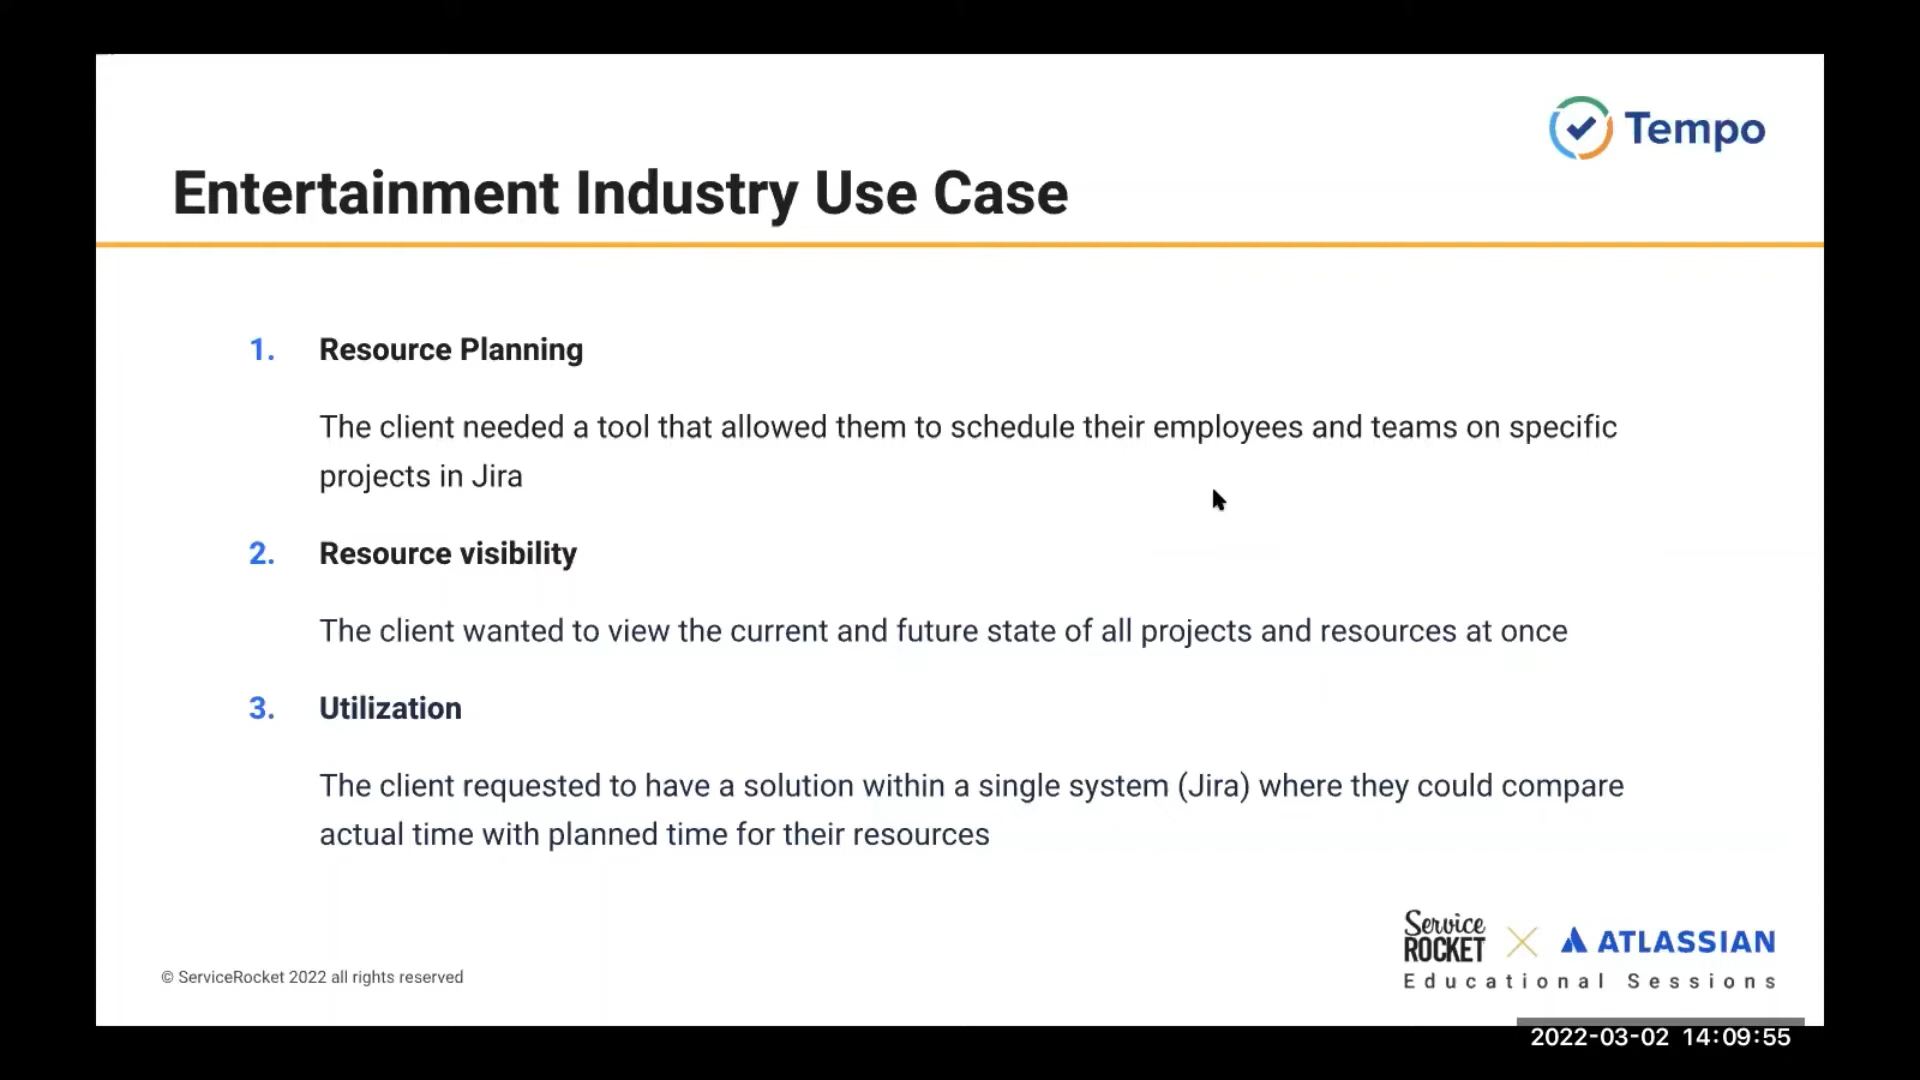 Tempo
Entertainment Industry Use Case
1. Resource Planning
The client needed a tool that allowed them to schedule their employees and teams on specific
projects in Jira
2. Resource visibility
The client wanted to view the current and future state of all projects and resources at once
3. Utilization
The client requested to have a solution within a single system (Jira) where they could compare
actual time with planned time for their resources
Service
ROCKET
ATLASSIAN
Educational Sessions
© ServiceRocket 2022 all rights reserved
2022-03-02 14:09:55